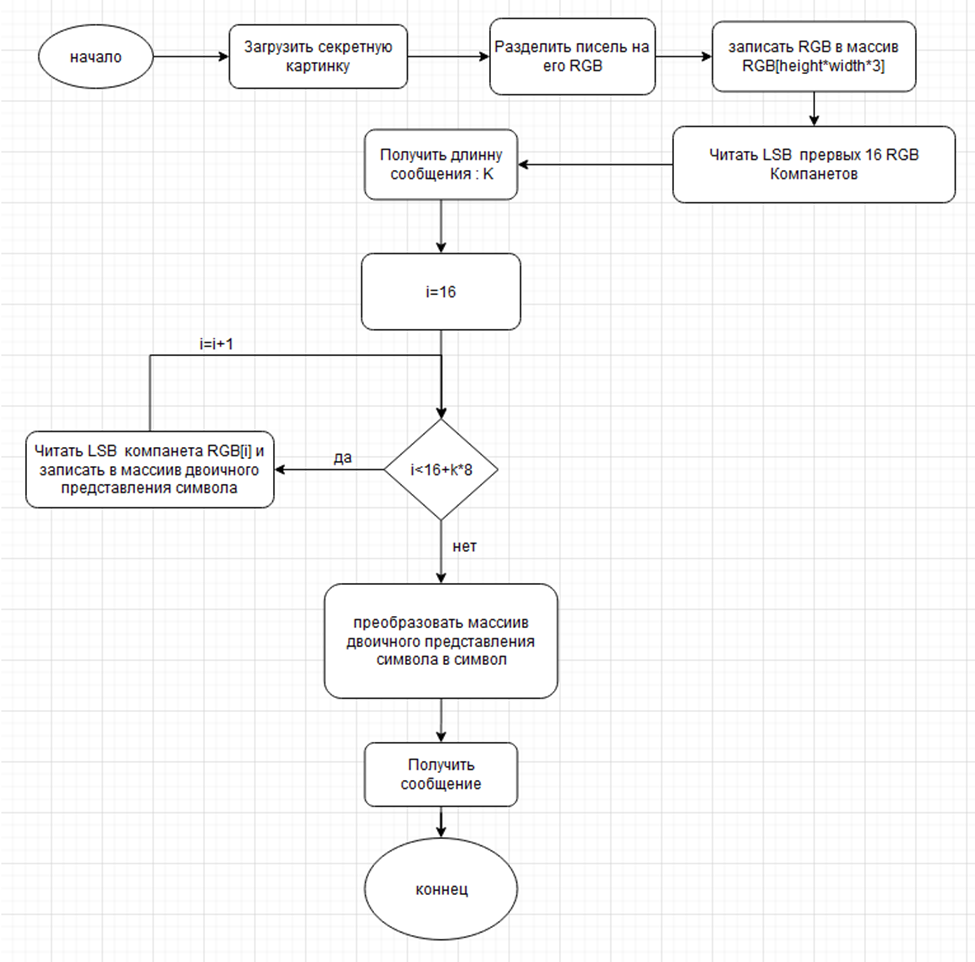 начало
Загрузить секретную
картинку
Разделить писель на
его RGB
записать RGB в массив
RGB[height*width*3]
Читать LSB прервых 16 RGB
Компанетов
Получить длинну
сообщения : K
i=16
i=i+1
i<16+k*8
да
Читать LSB компанета RGB[i] и
записать в массиив двоичного
представления символа
нет
преобразовать массиив
двоичного представления
символа в символ
Получить
сообщение
коннец